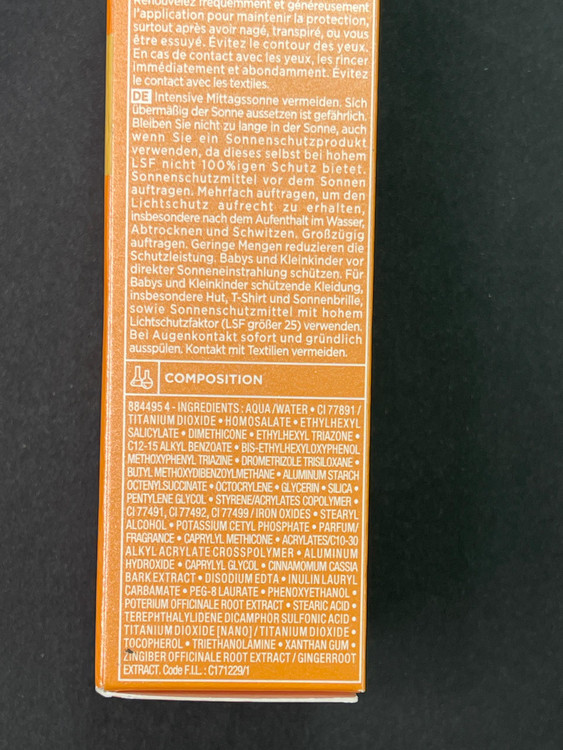 Renouvelez fréquemment et généreusement
l'application pour maintenir la protection,
surtout après avoir nagé, transpiré, ou vous
être essuyé. Évitez le contour des yeux.
En cas de contact avec les yeux, les rincer
immédiatement et abondamment. Évitez
le contact avec les textiles.
DE Intensive Mittagssonne vermeiden. Sich
übermäßig der Sonne aussetzen ist gefährlich.
Bleiben Sie nicht zu lange in der Sonne, auch
wenn Sie ein Sonnenschutzprodukt
verwenden, da dieses selbst bei hohem
LSF nicht 100%igen Schutz bietet.
Sonnenschutzmittel vor dem Sonnen
auftragen. Mehrfach auftragen, um den
Lichtschutz aufrecht zu erhalten,
insbesondere nach dem Aufenthalt im Wasser,
Abtrocknen und Schwitzen. Großzügig
auftragen. Geringe Mengen reduzieren die
Schutzleistung. Babys und Kleinkinder vor
direkter Sonneneinstrahlung schützen. Für
Babys und Kleinkinder schützende Kleidung,
insbesondere Hut, T-Shirt und Sonnenbrille,
sowie Sonnenschutzmittel mit hohem
Lichtschutzfaktor (LSF größer 25) verwenden.
Bei Augenkontakt sofort und gründlich
ausspülen. Kontakt mit Textilien vermeiden.
COMPOSITION
884495 4 - INGREDIENTS : AQUA / WATER • CI 77891 /
TITANIUM DIOXIDE • HOMOSALATE • ETHYLHEXYL
SALICYLATE • DIMETHICONE • ETHYLHEXYL TRIAZONE •
C12-15 ALKYL BENZOATE • BIS-ETHYLHEXYLOXYPHENOL
METHOXYPHENYL TRIAZINE • DROMETRIZOLE TRISILOXANE •
BUTYL METHOXYDIBENZOYLMETHANE • ALUMINUM STARCH
OCTENYLSUCCINATE • OCTOCRYLENE • GLYCERIN • SILICA •
PENTYLENE GLYCOL • STYRENE/ACRYLATES COPOLYMER •
CI 77491, CI 77492, CI 77499 / IRON OXIDES • STEARYL
ALCOHOL • POTASSIUM CETYL PHOSPHATE • PARFUM/
FRAGRANCE • CAPRYLYL METHICONE • ACRYLATES/C10-30
ALKYL ACRYLATE CROSSPOLYMER • ALUMINUM
HYDROXIDE • CAPRYLYL GLYCOL • CINNAMOMUM CASSIA
BARK EXTRACT • DISODIUM EDTA • INULIN LAURYL
CARBAMATE • PEG-8 LAURATE • PHENOXYETHANOL •
POTERIUM OFFICINALE ROOT EXTRACT • STEARIC ACID •
TEREPHTHALYLIDENE DICAMPHOR SULFONIC ACID •
TITANIUM DIOXIDE [NANO] / TITANIUM DIOXIDE •
TOCOPHEROL • TRIETHANOLAMINE • XANTHAN GUM •
ZINGIBER OFFICINALE ROOT EXTRACT / GINGER ROOT
EXTRACT. Code F.I.L. : C171229/1